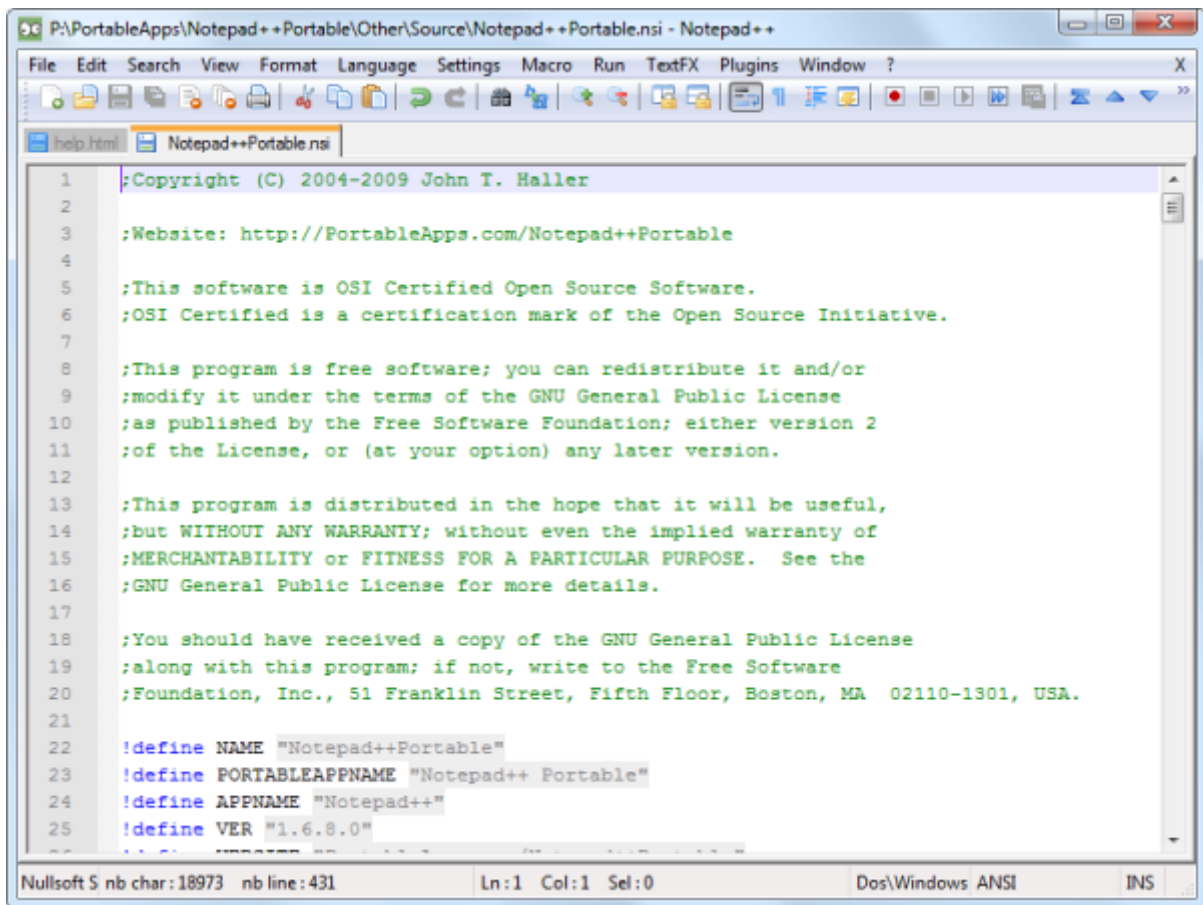 P:\PortableApps\Notepad++Portable\Other\Source\Notepad++Portable.nsi - Notepad++
File Edit Search View Format Language Settings Macro Run TextFX Plugins Window ? X
help.html Notepad++Portable.nsi
1 ;Copyright (C) 2004-2009 John T. Haller
2
3 ;Website: http://PortableApps.com/Notepad++Portable
4
5 ;This software is OSI Certified Open Source Software.
6 ;OSI Certified is a certification mark of the Open Source Initiative.
7
8 ;This program is free software; you can redistribute it and/or
9 ;modify it under the terms of the GNU General Public License
10 ;as published by the Free Software Foundation; either version 2
11 ;of the License, or (at your option) any later version.
12
13 ;This program is distributed in the hope that it will be useful,
14 ;but WITHOUT ANY WARRANTY; without even the implied warranty of
15 ;MERCHANTABILITY or FITNESS FOR A PARTICULAR PURPOSE.  See the
16 ;GNU General Public License for more details.
17
18 ;You should have received a copy of the GNU General Public License
19 ;along with this program; if not, write to the Free Software
20 ;Foundation, Inc., 51 Franklin Street, Fifth Floor, Boston, MA  02110-1301, USA.
21
22 !define NAME "Notepad++Portable"
23 !define PORTABLEAPPNAME "Notepad++ Portable"
24 !define APPNAME "Notepad++"
25 !define VER "1.6.8.0"
Nullsoft S nb char : 18973 nb line : 431 Ln : 1 Col : 1 Sel : 0 Dos\Windows ANSI INS